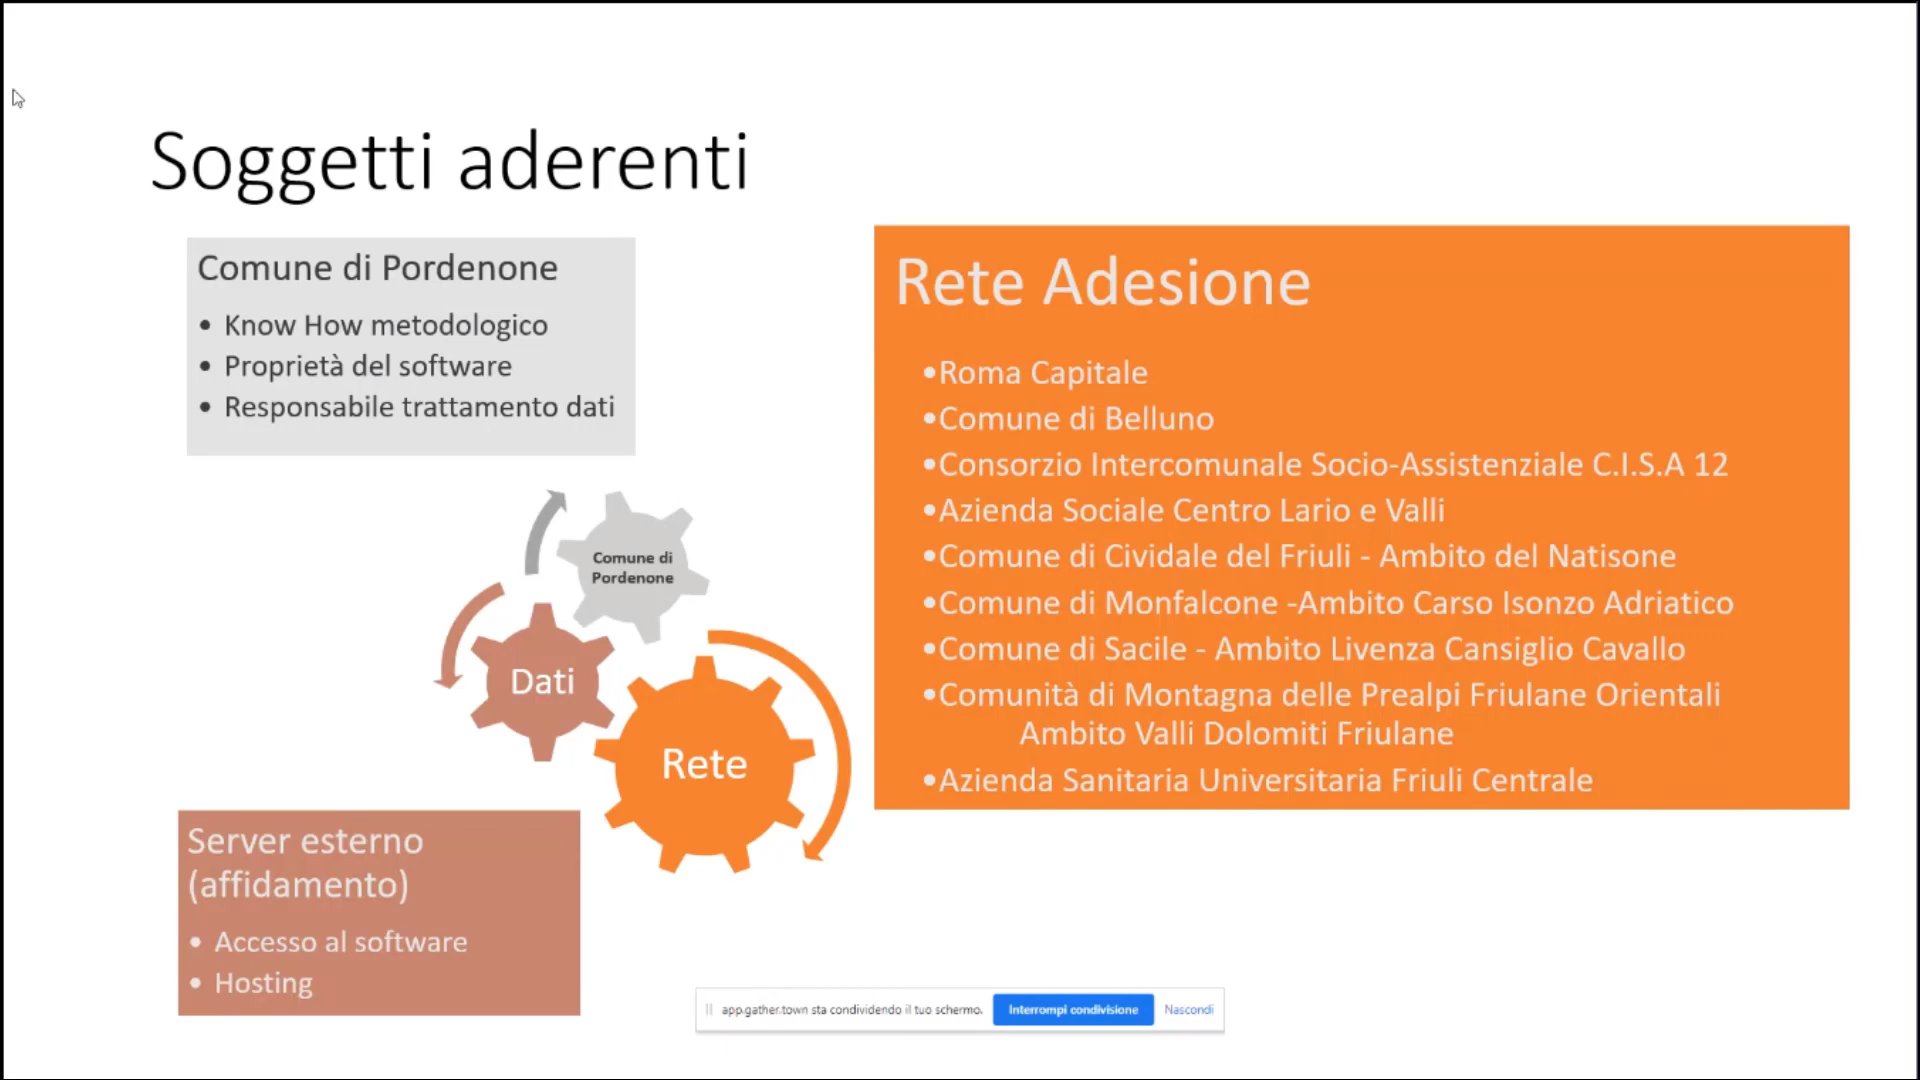 Soggetti aderenti
Comune di Pordenone
• Know How metodologico
• Proprietà del software
• Responsabile trattamento dati
Rete Adesione
•Roma Capitale
•Comune di Belluno
•Consorzio Intercomunale Socio-Assistenziale C.I.S.A 12
•Azienda Sociale Centro Lario e Valli
•Comune di Cividale del Friuli - Ambito del Natisone
•Comune di Monfalcone -Ambito Carso Isonzo Adriatico
•Comune di Sacile - Ambito Livenza Cansiglio Cavallo
•Comunità di Montagna delle Prealpi Friulane Orientali
Ambito Valli Dolomiti Friulane
•Azienda Sanitaria Universitaria Friuli Centrale
Comune di
Pordenone
Dati
Rete
Server esterno
(affidamento)
• Accesso al software
• Hosting
app.gather.town sta condividendo il tuo schermo.
Interrompi condivisione
Nascondi